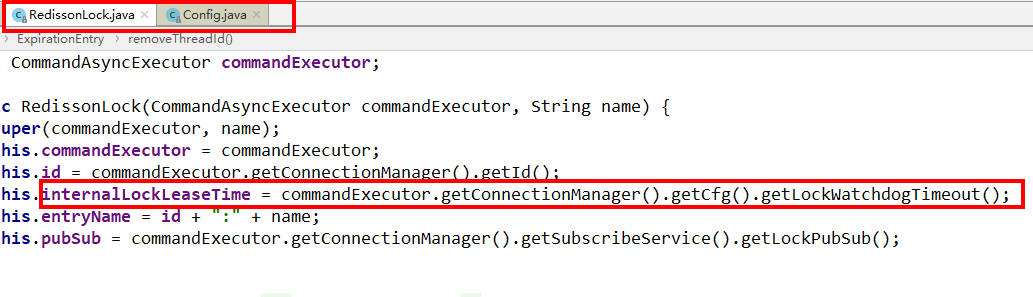 RedissonLock.java × Config.java ×
ExpirationEntry › removeThreadId()
CommandAsyncExecutor commandExecutor;
c RedissonLock(CommandAsyncExecutor commandExecutor, String name) {
uper(commandExecutor, name);
his.commandExecutor = commandExecutor;
his.id = commandExecutor.getConnectionManager().getId();
his.internalLockLeaseTime = commandExecutor.getConnectionManager().getCfg().getLockWatchdogTimeout();
his.entryName = id + ":" + name;
his.pubSub = commandExecutor.getConnectionManager().getSubscribeService().getLockPubSub();